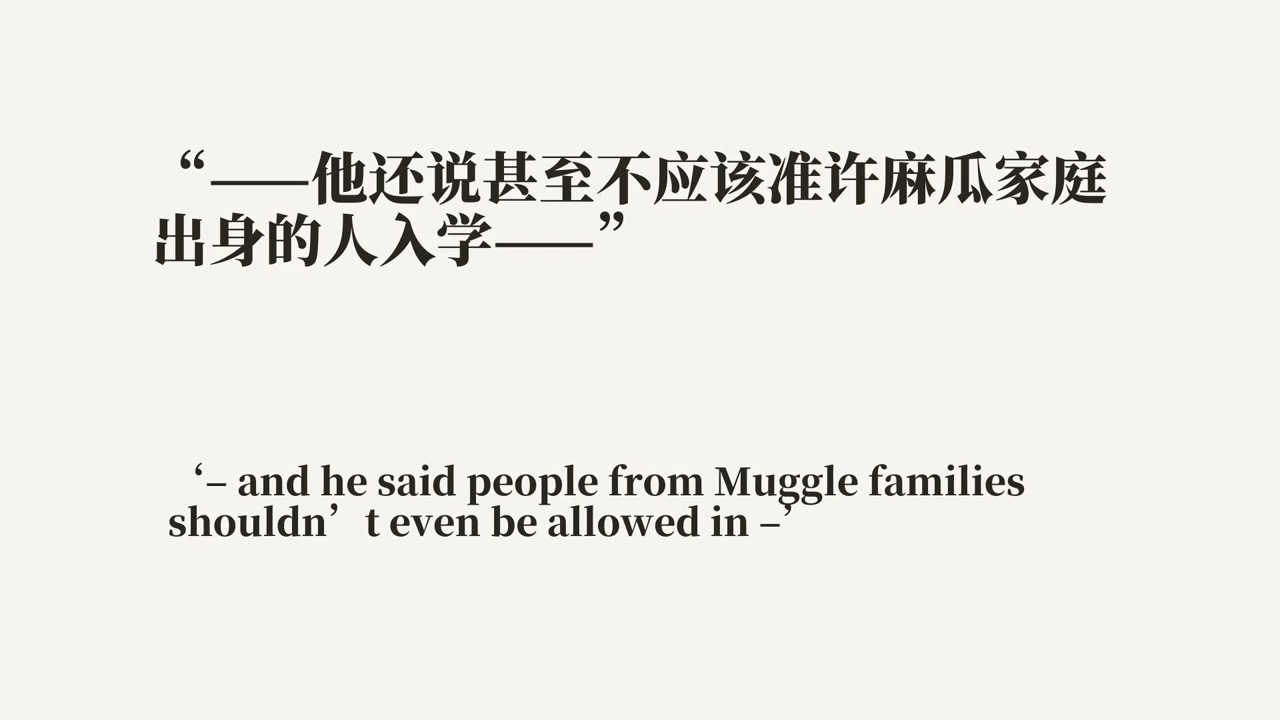 “——他还说甚至不应该准许麻瓜家庭
出身的人入学——”
‘– and he said people from Muggle families
shouldn’t even be allowed in –’